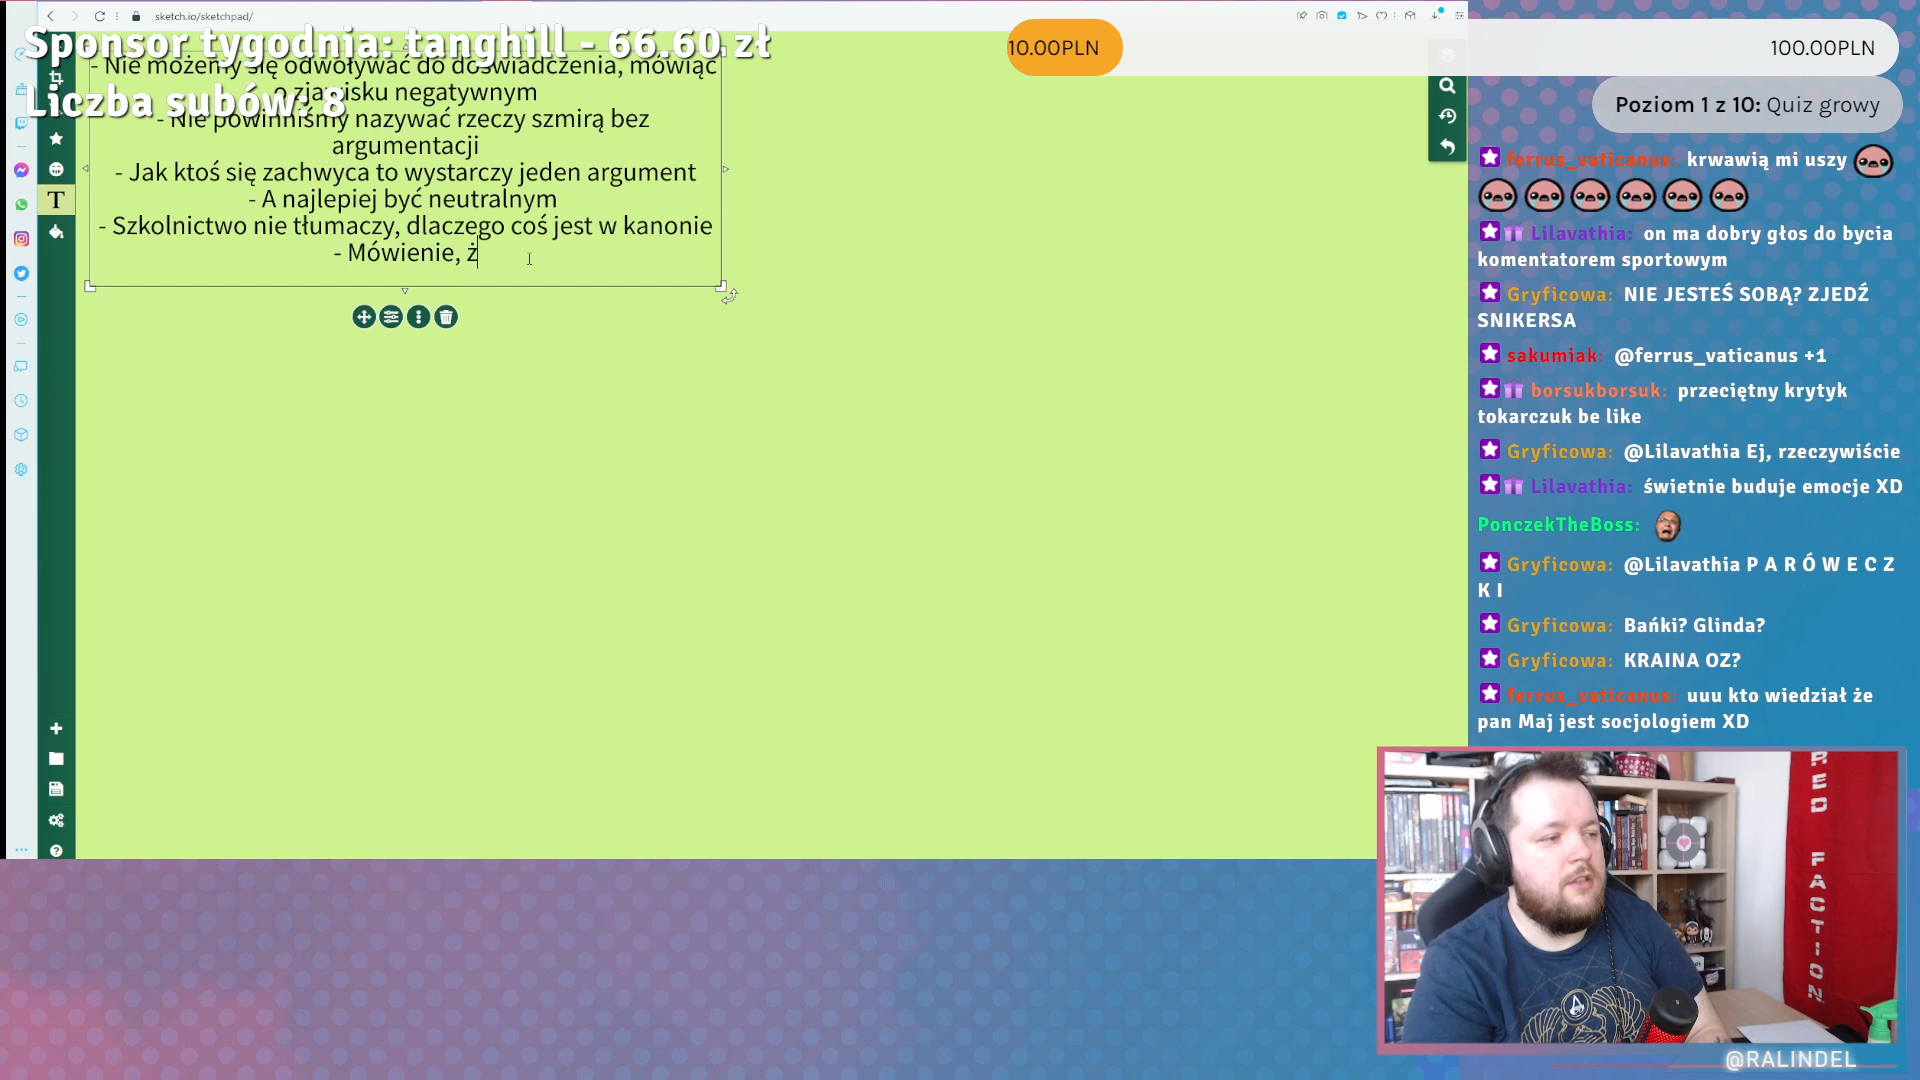 sketch.io/sketchpad/
Sponsor tygodnia: tanghill - 66.60 zł
Liczba subów: 8
- Nie możemy się odwoływać do doświadczenia, mówiąc
o zjawisku negatywnym
- Nie powinniśmy nazywać rzeczy szmirą bez
argumentacji
- Jak ktoś się zachwyca to wystarczy jeden argument
- A najlepiej być neutralnym
- Szkolnictwo nie tłumaczy, dlaczego coś jest w kanonie
- Mówienie, ż
T
10.00PLN
100.00PLN
Poziom 1 z 10: Quiz growy
ferrus_vaticanus: krwawią mi uszy
Lilavathia: on ma dobry głos do bycia
komentatorem sportowym
Gryficowa: NIE JESTEŚ SOBĄ? ZJEDŹ
SNIKERSA
sakumiak: @ferrus_vaticanus +1
borsukborsuk: przeciętny krytyk
tokarczuk be like
Gryficowa: @Lilavathia Ej, rzeczywiście
Lilavathia: świetnie buduje emocje XD
PonczekTheBoss:
Gryficowa: @Lilavathia P A R Ó W E C Z
K I
Gryficowa: Bańki? Glinda?
Gryficowa: KRAINA OZ?
ferrus_vaticanus: uuu kto wiedział że
pan Maj jest socjologiem XD
RED FACTION
@RALINDEL